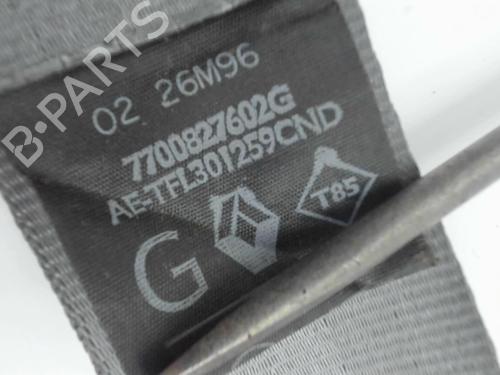 02 26M96
7700827602G
AE-TFL301259CND
G
T85
B-PARTS